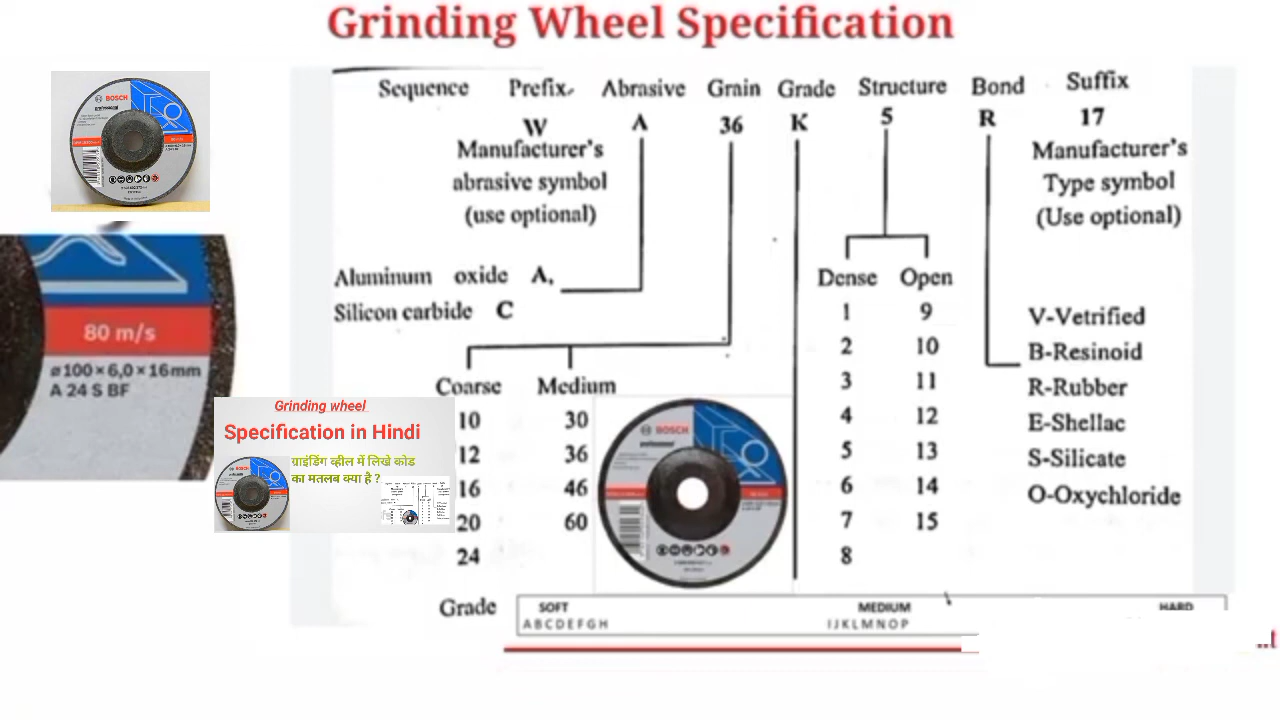 Grinding Wheel Specification
Sequence Prefix Abrasive Grain Grade Structure Bond Suffix
W A 36 K 5 R 17
Manufacturer's
abrasive symbol
(use optional)
Manufacturer's
Type symbol
(Use optional)
Aluminum oxide A,
Silicon carbide C
Dense Open
1 9
2 10
3 11
4 12
5 13
6 14
7 15
8
V-Vetrified
B-Resinoid
R-Rubber
E-Shellac
S-Silicate
O-Oxychloride
Coarse Medium
10 30
12 36
16 46
20 60
24
Grade
SOFT MEDIUM HARD
A B C D E F G H I J K L M N O P
BOSCH
80 m/s
ø100×6,0×16mm
A 24 S BF
Grinding wheel
Specification in Hindi
ग्राइंडिंग व्हील में लिखे कोड
का मतलब क्या है ?
BOSCH